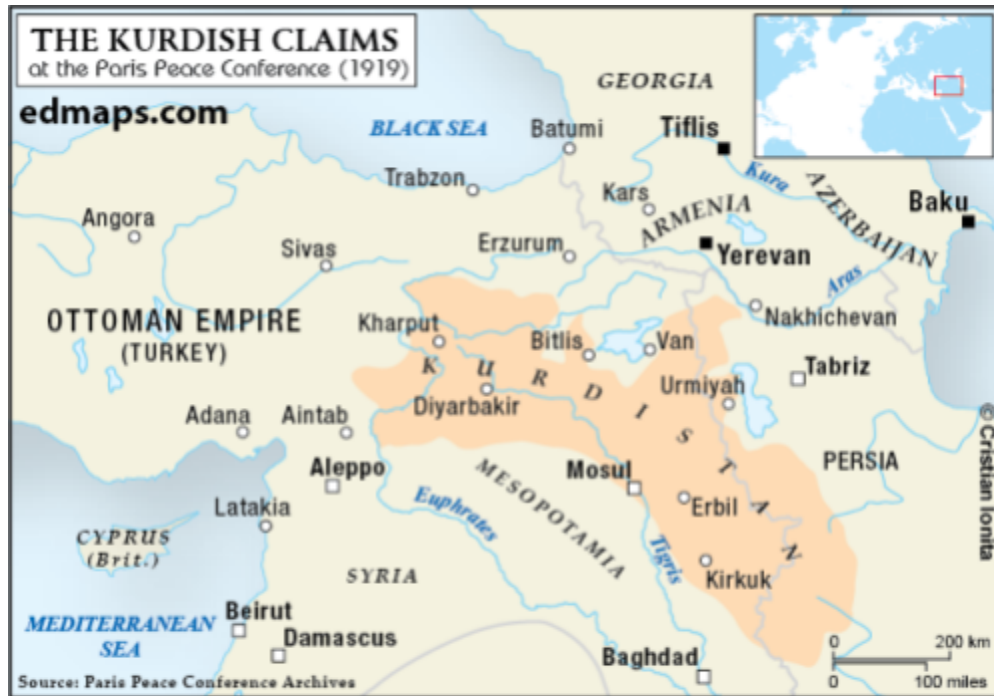 THE KURDISH CLAIMS
at the Paris Peace Conference (1919)
edmaps.com
GEORGIA
BLACK SEA
Batumi
Tiflis
Kura
Trabzon
Kars
ARMENIA
AZERBAIJAN
Baku
Angora
Sivas
Erzurum
Yerevan
Aras
OTTOMAN EMPIRE
(TURKEY)
Kharput
Bitlis
Van
Nakhichevan
KURDISTAN
Tabriz
Urmiyah
Diyarbakir
Adana
Aintab
Aleppo
MESOPOTAMIA
Mosul
PERSIA
Euphrates
Erbil
Latakia
CYPRUS
(Brit.)
Tigris
SYRIA
Kirkuk
MEDITERRANEAN
SEA
Beirut
Damascus
Baghdad
0
200 km
0
100 miles
Source: Paris Peace Conference Archives
© Cristian Ionita